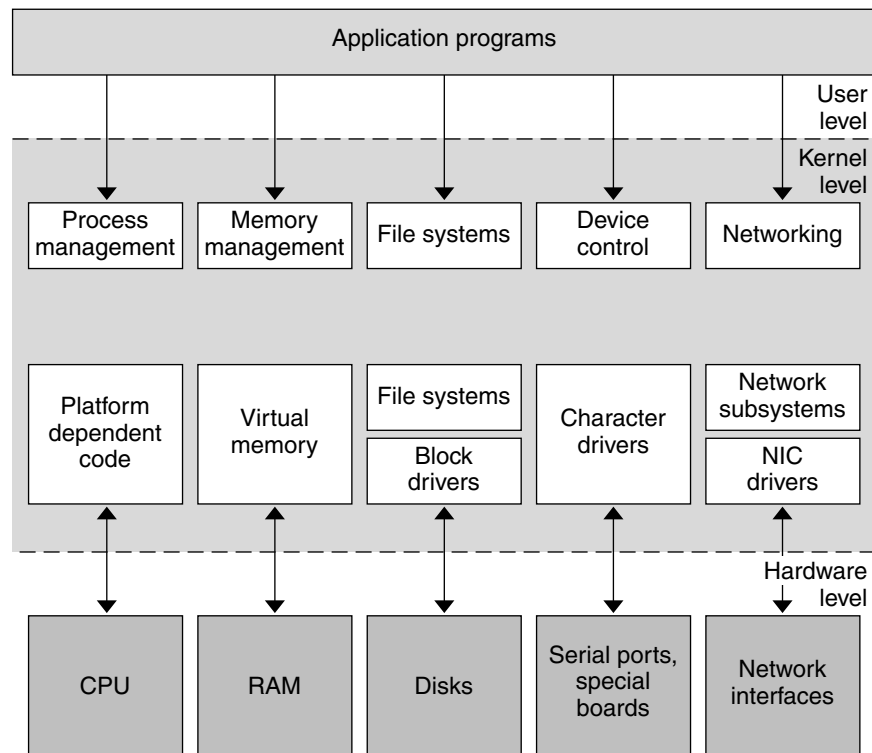 Application programs
User
level
Kernel
level
Process
management
Memory
management
File systems
Device
control
Networking
Platform
dependent
code
Virtual
memory
File systems
Block
drivers
Character
drivers
Network
subsystems
NIC
drivers
Hardware
level
CPU
RAM
Disks
Serial ports,
special
boards
Network
interfaces